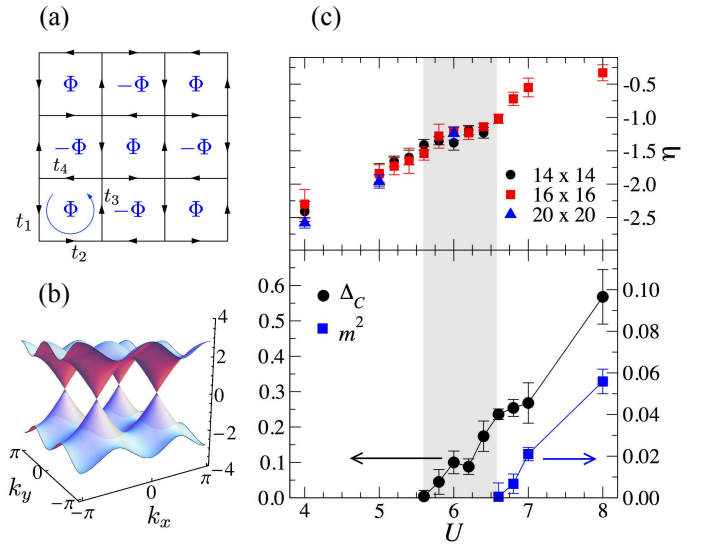 (a)
Φ −Φ Φ
−Φ Φ −Φ
t₄
t₃
Φ −Φ Φ
t₁
t₂
(b)
4
2
0
−2
−4
π
0
−π
k_y
−π
0
π
k_x
(c)
-0.5
-1.0
-1.5
-2.0
-2.5
η
14 x 14
16 x 16
20 x 20
0.6
0.5
0.4
0.3
0.2
0.1
0.0
Δ_C
m²
0.10
0.08
0.06
0.04
0.02
0.00
4 5 6 7 8
U